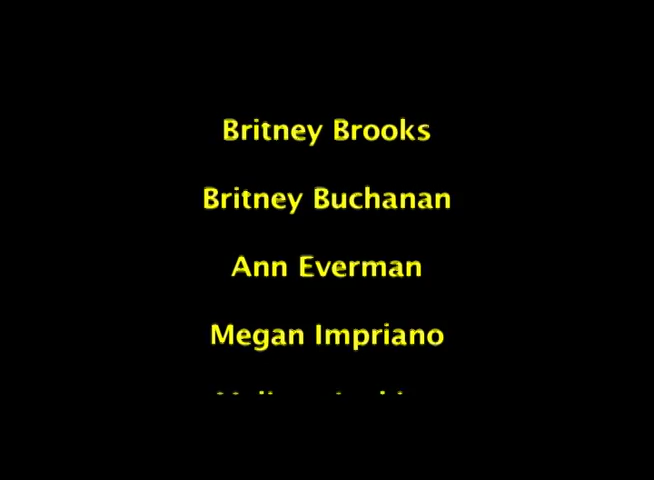 Britney Brooks
Britney Buchanan
Ann Everman
Megan Impriano